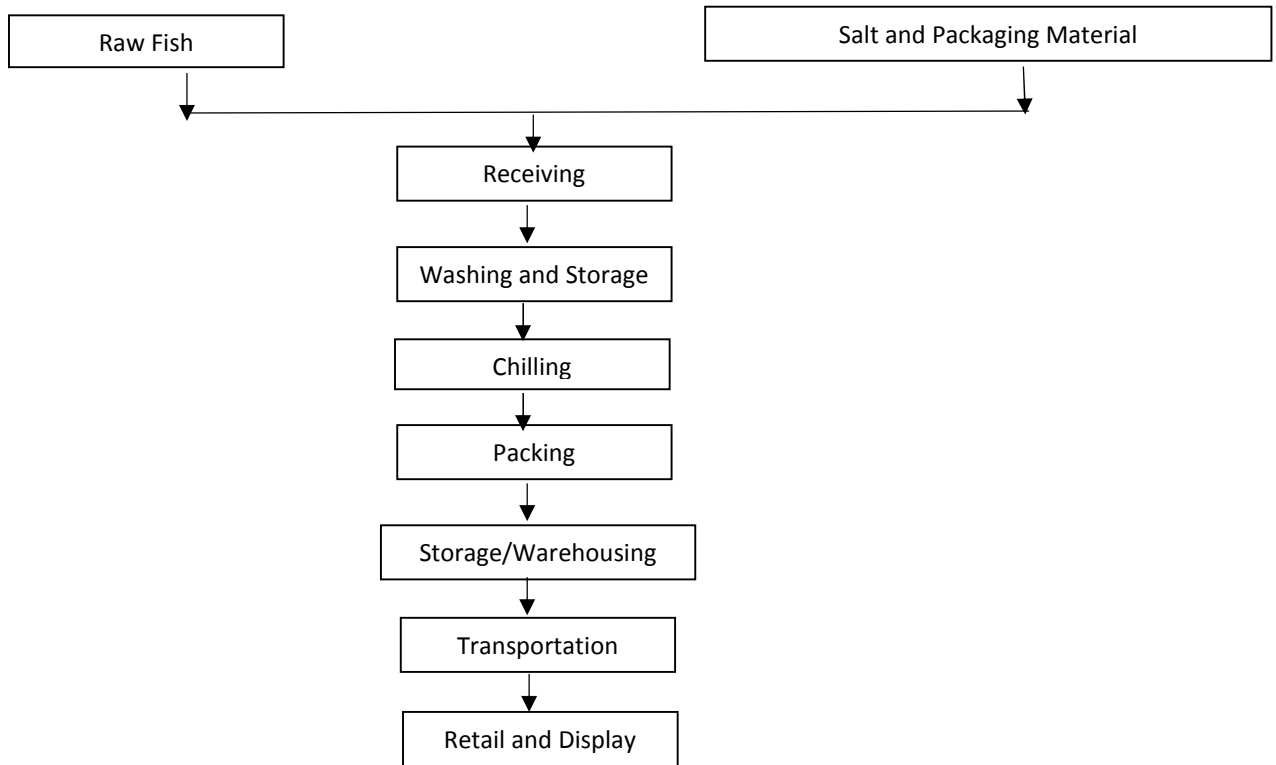 Raw Fish
Salt and Packaging Material
Receiving
Washing and Storage
Chilling
Packing
Storage/Warehousing
Transportation
Retail and Display